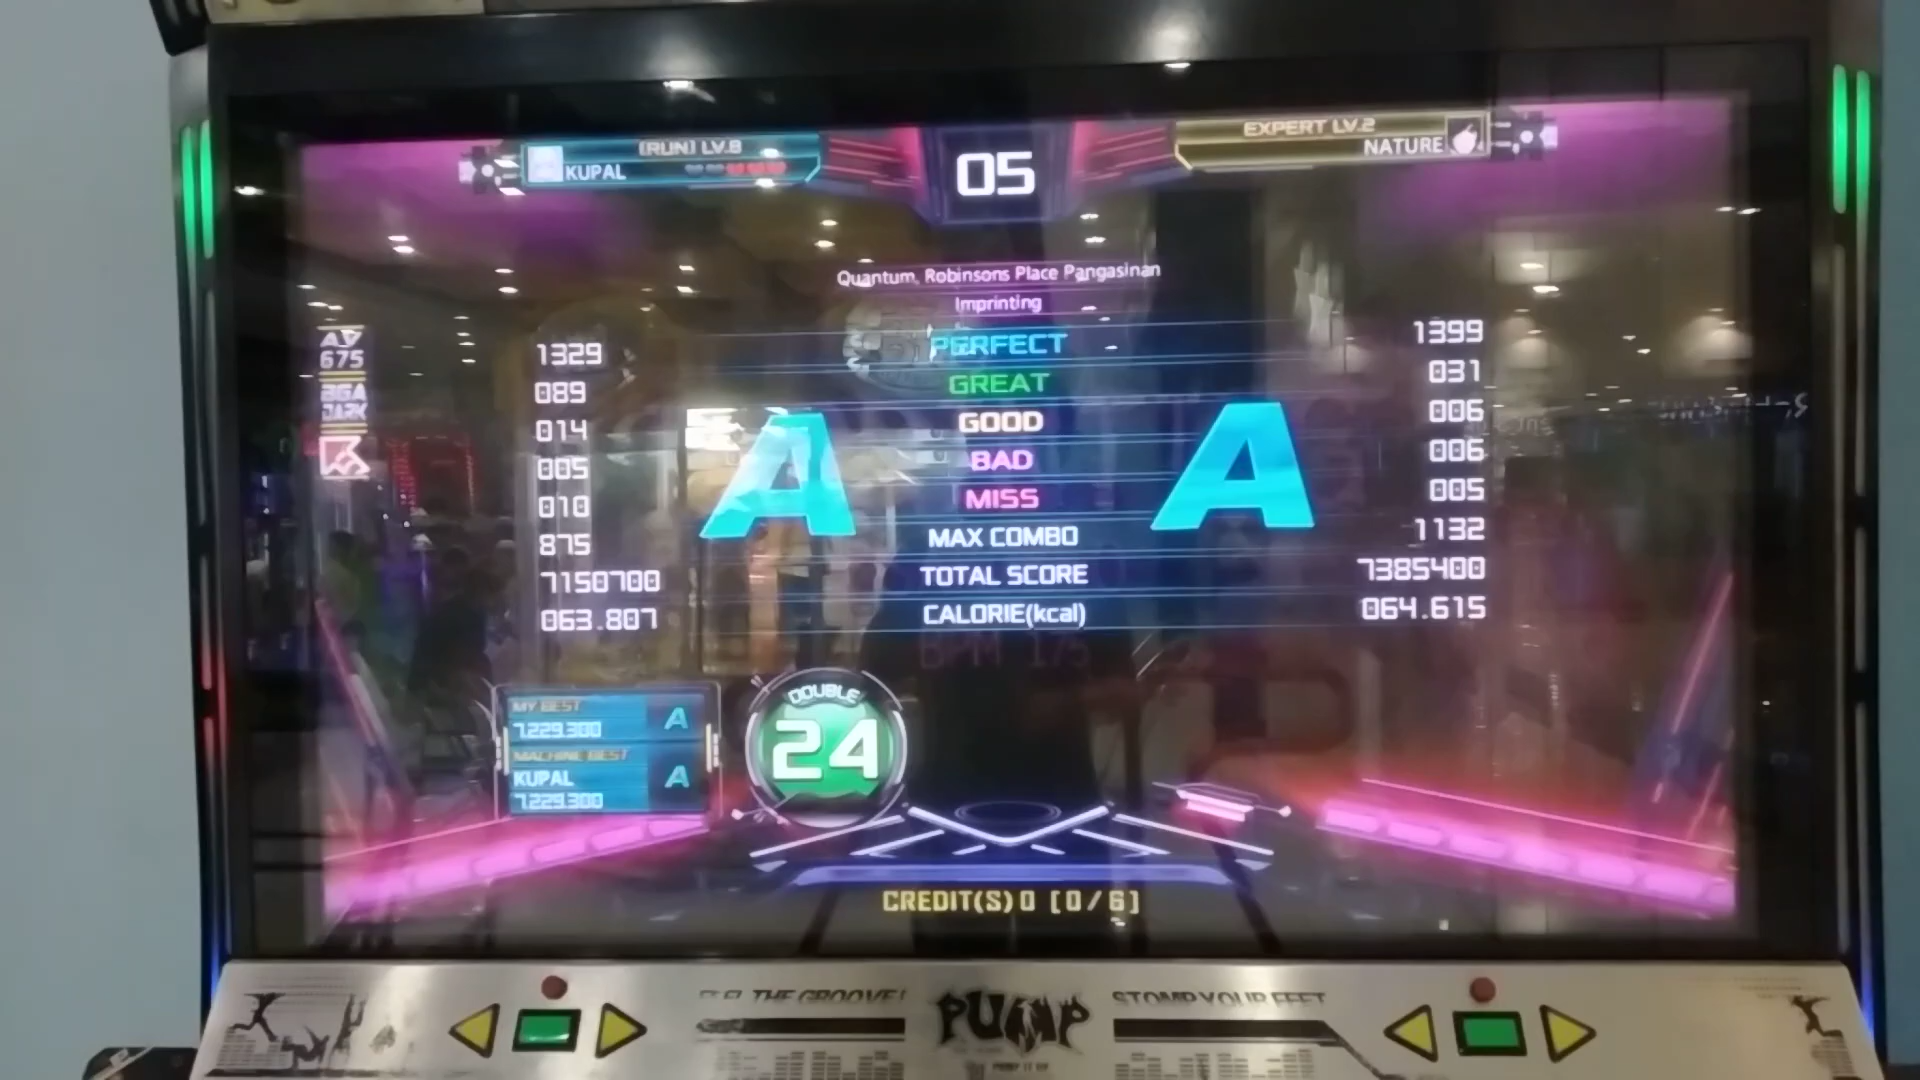 [RUN] LV.8
KUPAL
05
EXPERT LV.2
NATURE
Quantum, Robinsons Place Pangasinan
Imprinting
AV
675
BGA
DARK
1329 PERFECT 1399
089 GREAT 031
014 GOOD 006
005 BAD 006
010 MISS 005
875 MAX COMBO 1132
7150700 TOTAL SCORE 7385400
063.807 CALORIE(kcal) 064.615
A
A
BPM 175
MY BEST
7.229.300 A
MACHINE BEST
KUPAL A
7.229.300
DOUBLE
24
CREDIT(S) 0 [0/6]
FEEL THE GROOVE!
PUMP
STOMP YOUR FEET